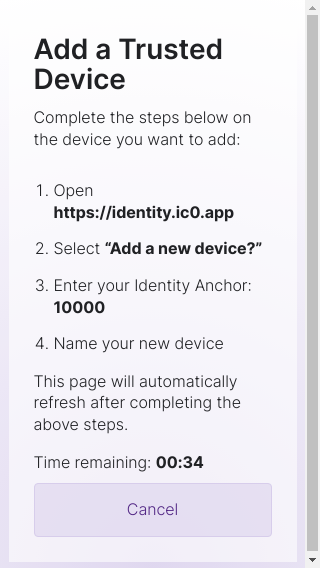 Add a Trusted
Device
Complete the steps below on
the device you want to add:
1. Open
https://identity.ic0.app
2. Select “Add a new device?”
3. Enter your Identity Anchor:
10000
4. Name your new device
This page will automatically
refresh after completing the
above steps.
Time remaining: 00:34
Cancel